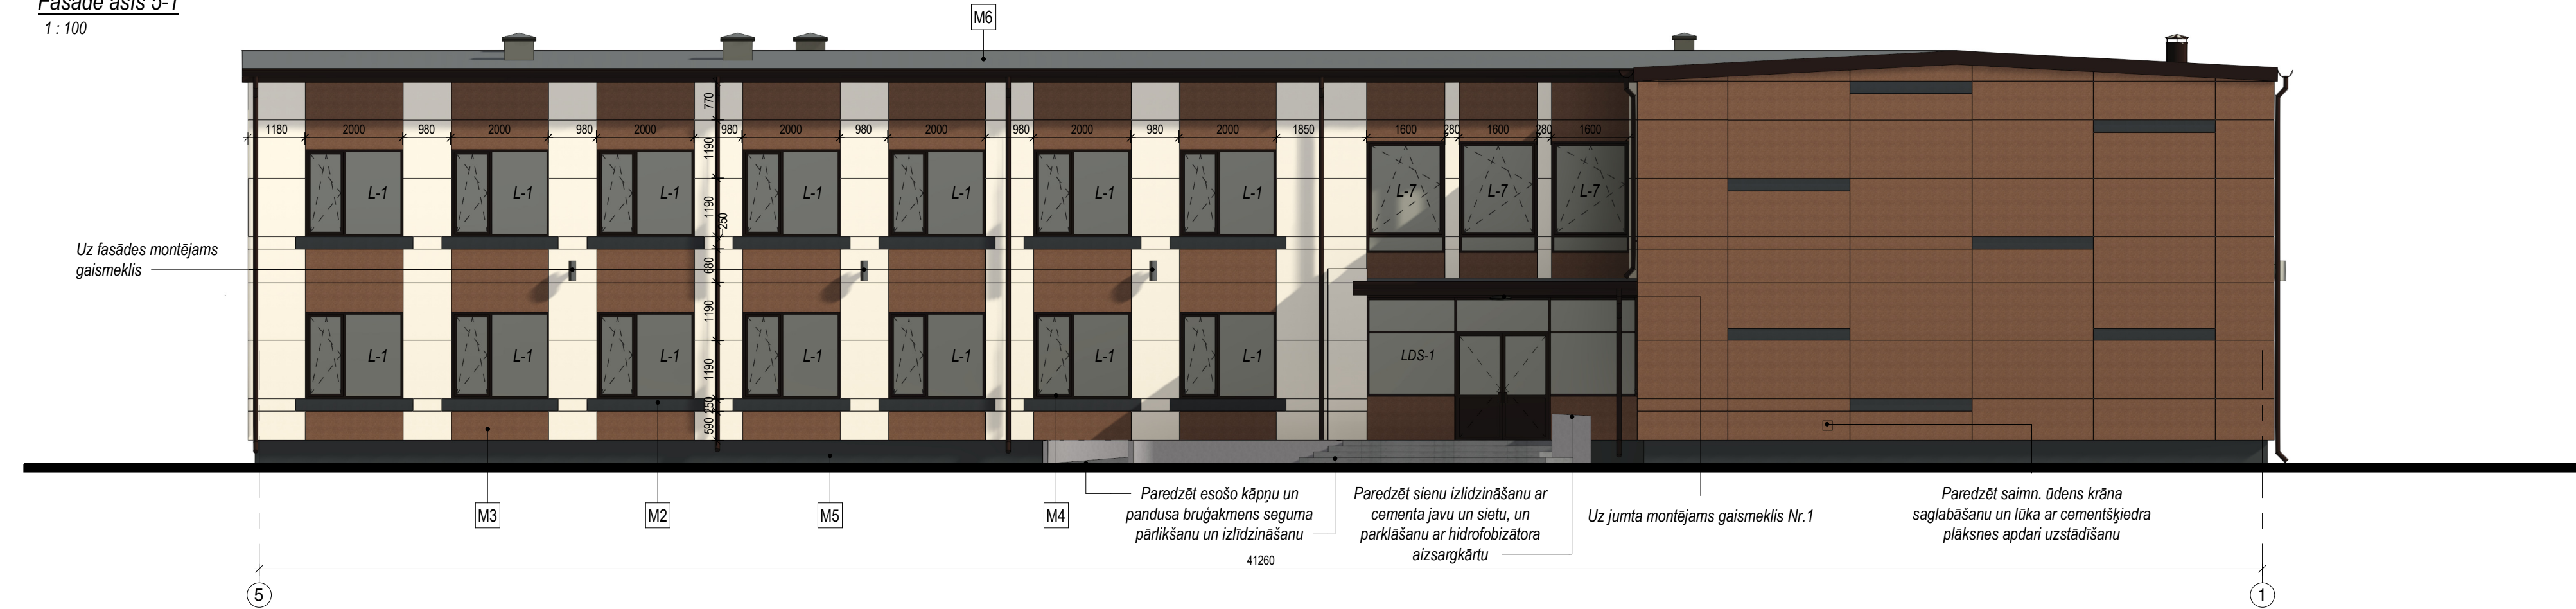 Fasāde asīs 5-1
1 : 100
M6
770
1180 2000 980 2000 980 2000 980 2000 980 2000 980 2000 980 2000 1850 1600 280 1600 280 1600
1190
L-1 L-1 L-1 L-1 L-1 L-1 L-1 L-7 L-7 L-7
1190
250
Uz fasādes montējams
gaismeklis
680
1190
L-1 L-1 L-1 L-1 L-1 L-1 L-1 LDS-1
1190
250
590
M3 M2 M5 M4
Paredzēt esošo kāpņu un
pandusa bruģakmens seguma
pārlikšanu un izlīdzināšanu
Paredzēt sienu izlidzināšanu ar
cementa javu un sietu, un
parklāšanu ar hidrofobizātora
aizsargkārtu
Uz jumta montējams gaismeklis Nr.1
Paredzēt saimn. ūdens krāna
saglabāšanu un lūka ar cementšķiedra
plāksnes apdari uzstādīšanu
41260
5 1